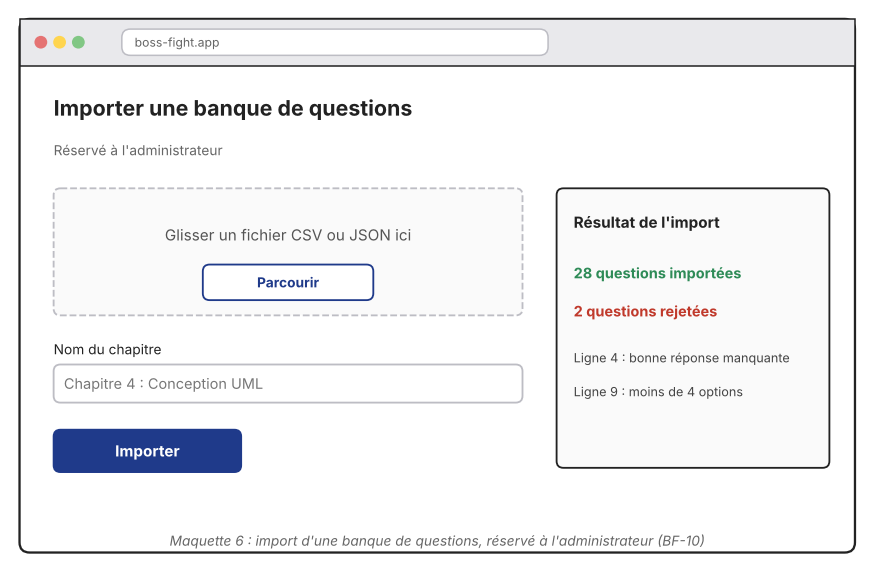 boss-fight.app
Importer une banque de questions
Réservé à l'administrateur
Glisser un fichier CSV ou JSON ici
Parcourir
Nom du chapitre
Chapitre 4 : Conception UML
Importer
Résultat de l'import
28 questions importées
2 questions rejetées
Ligne 4 : bonne réponse manquante
Ligne 9 : moins de 4 options
Maquette 6 : import d'une banque de questions, réservé à l'administrateur (BF-10)